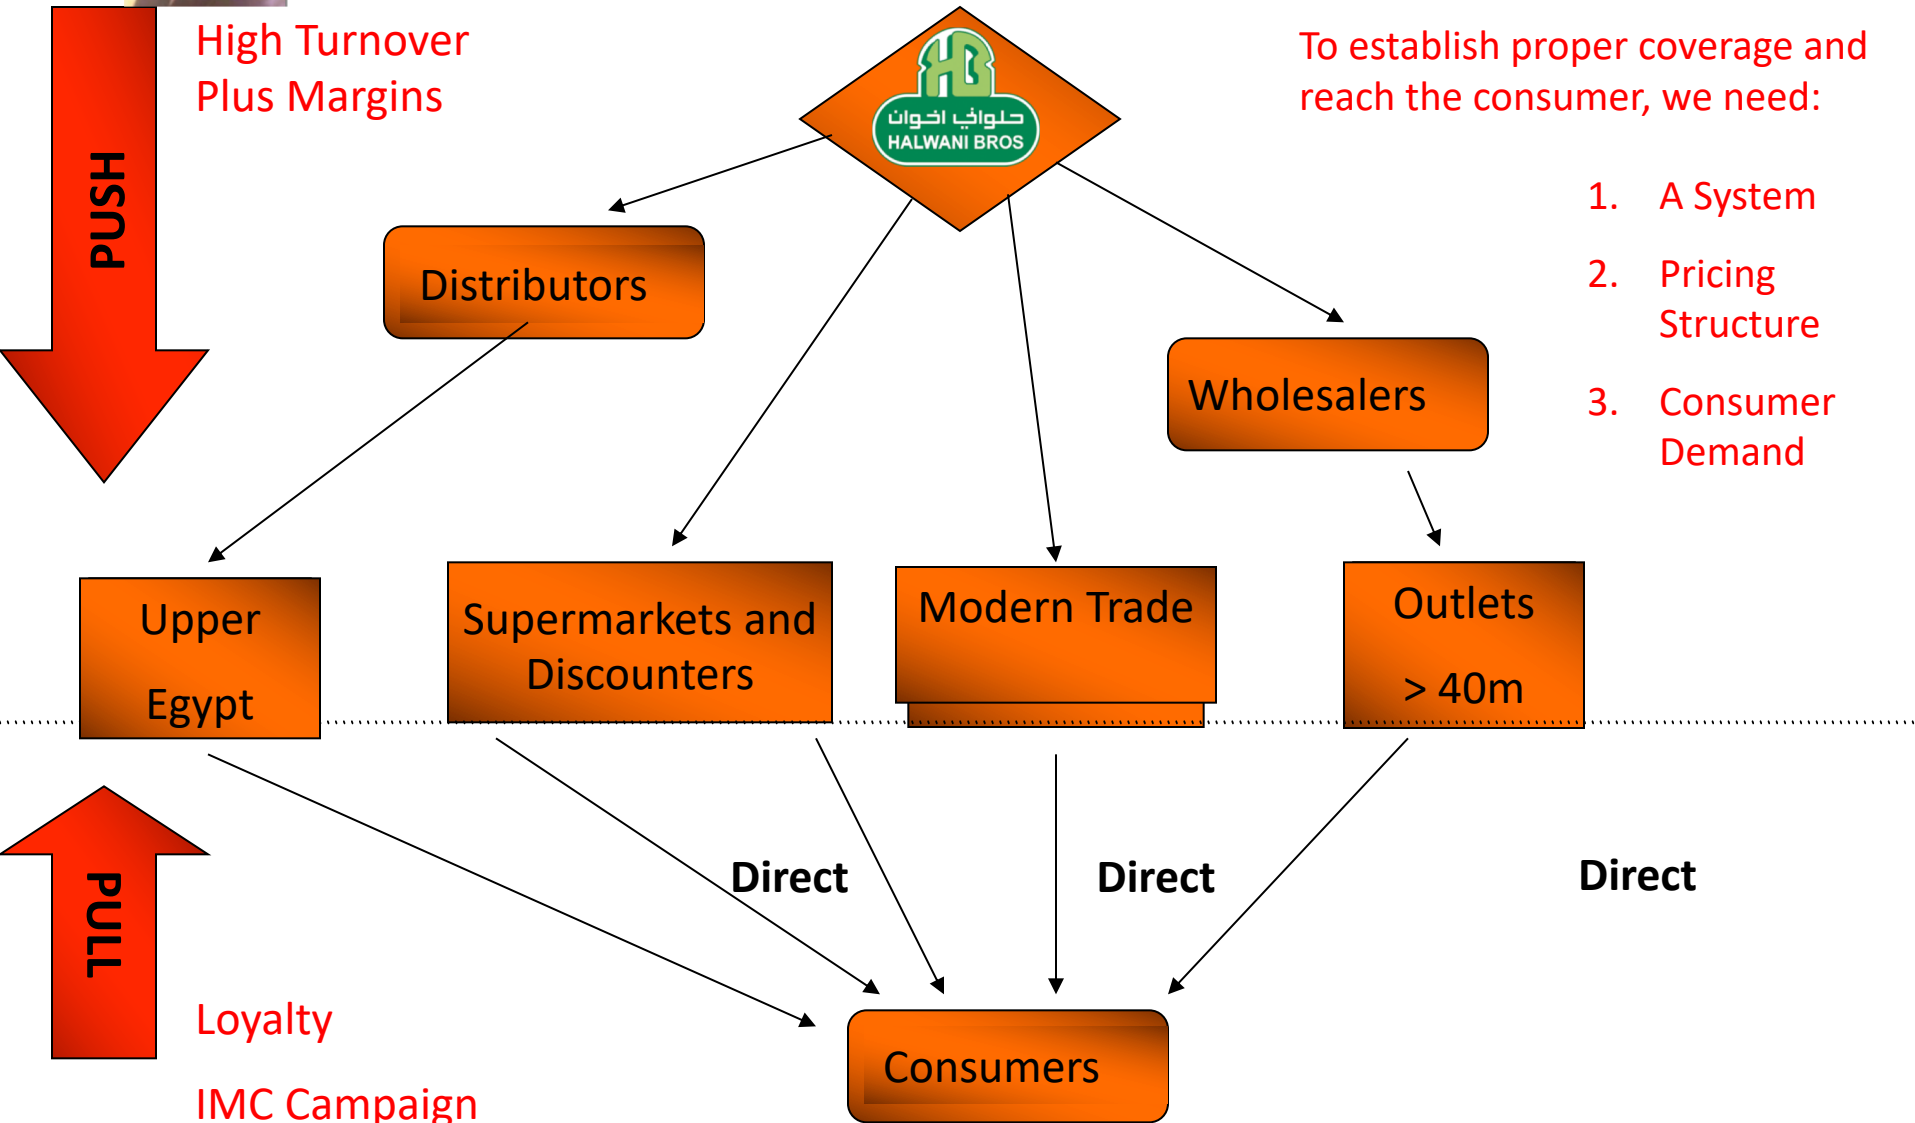 High Turnover
Plus Margins
PUSH
حلواني اخوان
HALWANI BROS
To establish proper coverage and
reach the consumer, we need:
1. A System
2. Pricing
Structure
3. Consumer
Demand
Distributors
Wholesalers
Upper
Egypt
Supermarkets and
Discounters
Modern Trade
Outlets
> 40m
PULL
Direct
Direct
Direct
Loyalty
IMC Campaign
Consumers